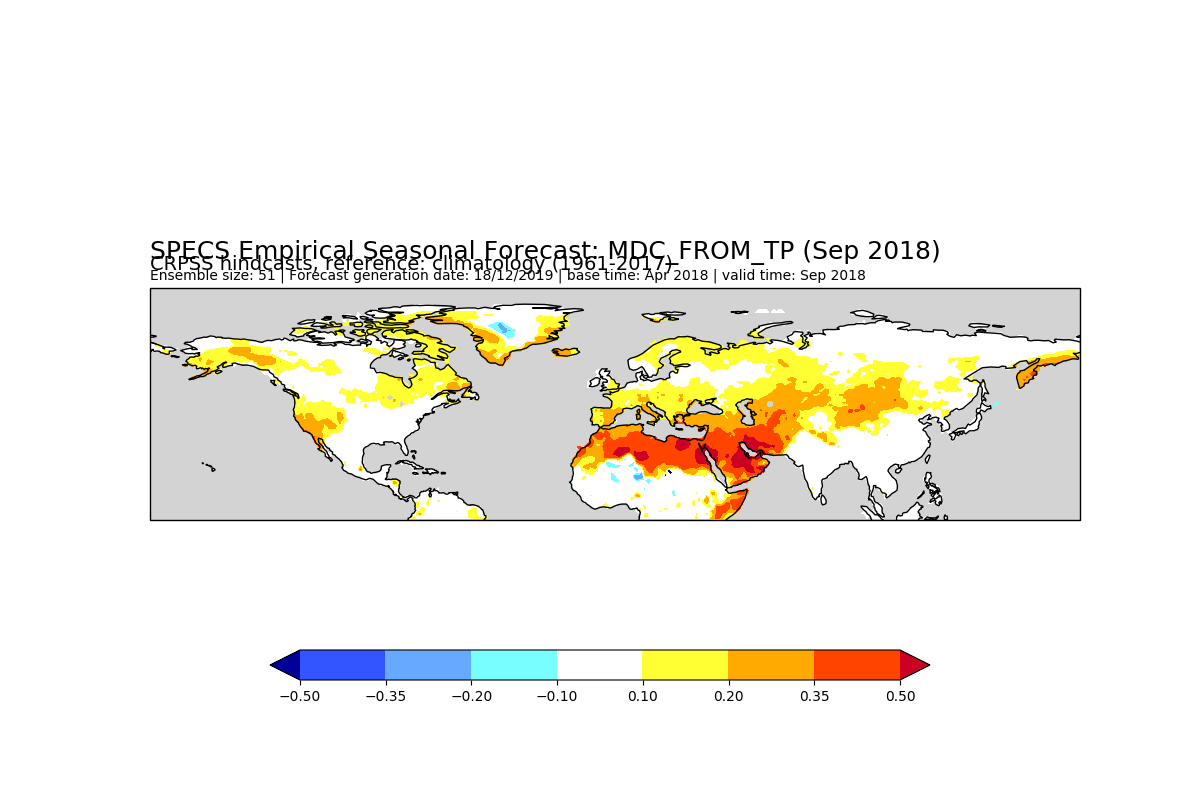 SPECS Empirical Seasonal Forecast: MDC_FROM_TP (Sep 2018)
CRPSS hindcasts, reference: climatology (1961-2017)
Ensemble size: 51 | Forecast generation date: 18/12/2019 | base time: Apr 2018 | valid time: Sep 2018
−0.50 −0.35 −0.20 −0.10 0.10 0.20 0.35 0.50